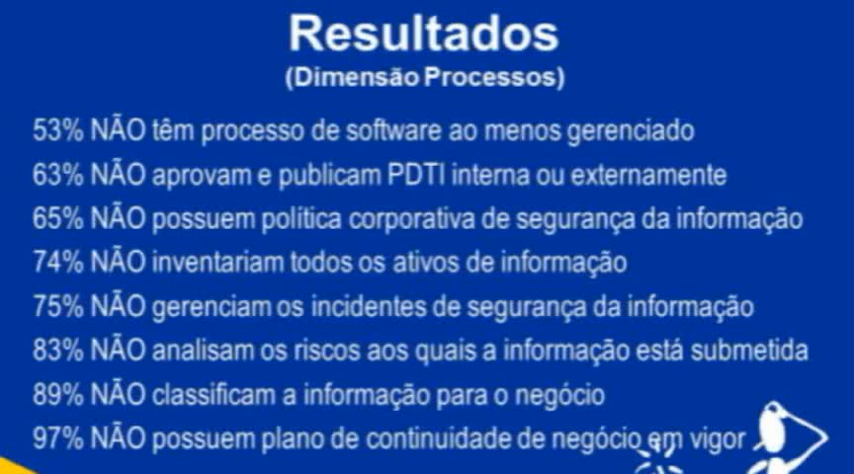 Resultados
(Dimensão Processos)
53% NÃO têm processo de software ao menos gerenciado
63% NÃO aprovam e publicam PDTI interna ou externamente
65% NÃO possuem política corporativa de segurança da informação
74% NÃO inventariam todos os ativos de informação
75% NÃO gerenciam os incidentes de segurança da informação
83% NÃO analisam os riscos aos quais a informação está submetida
89% NÃO classificam a informação para o negócio
97% NÃO possuem plano de continuidade de negócio em vigor